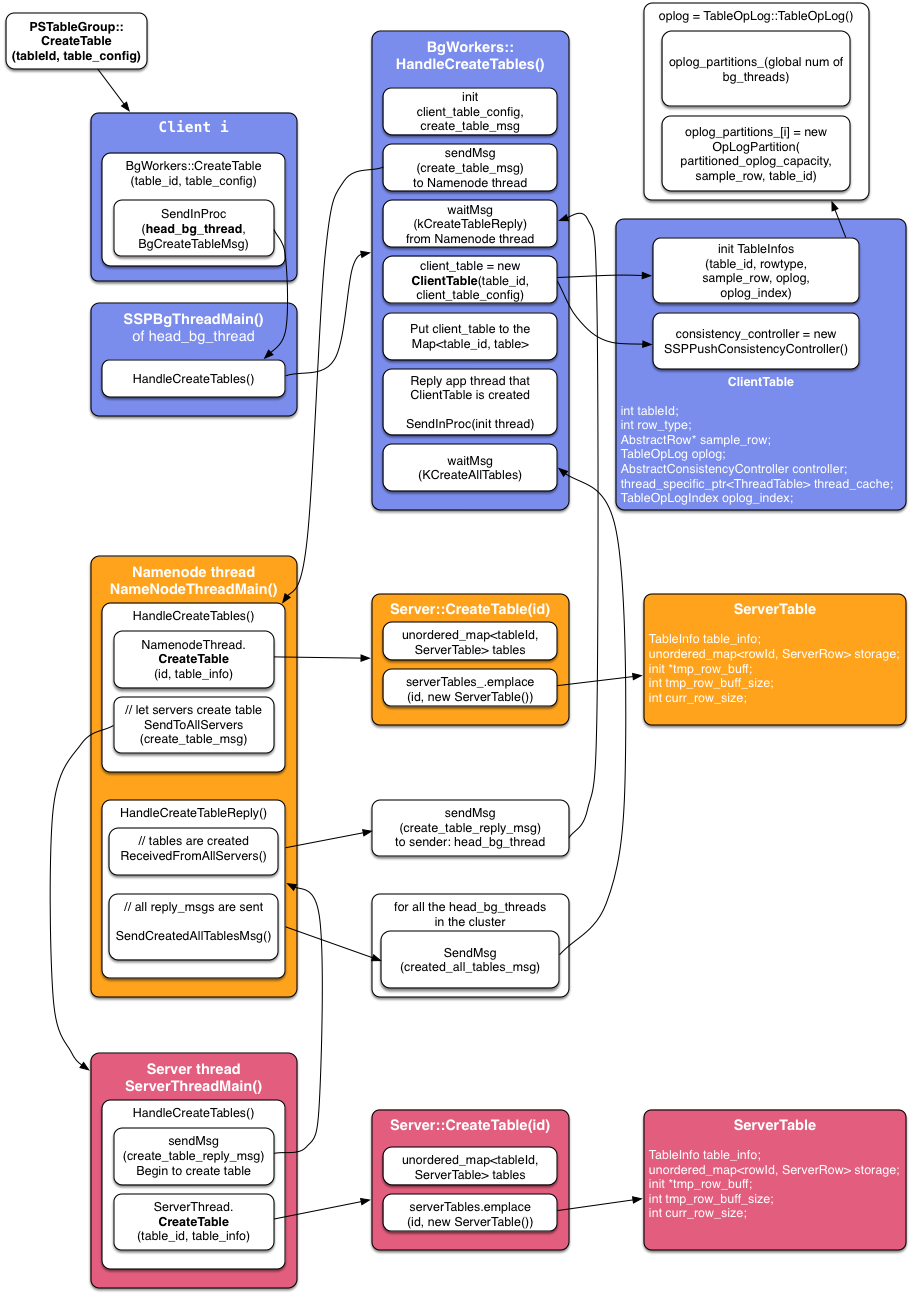 PSTableGroup::
CreateTable
(tableId, table_config)
Client i
BgWorkers::CreateTable
(table_id, table_config)
SendInProc
(head_bg_thread,
BgCreateTableMsg)
SSPBgThreadMain()
of head_bg_thread
HandleCreateTables()
BgWorkers::
HandleCreateTables()
init
client_table_config,
create_table_msg
sendMsg
(create_table_msg)
to Namenode thread
waitMsg
(kCreateTableReply)
from Namenode thread
client_table = new
ClientTable(table_id,
client_table_config)
Put client_table to the
Map<table_id, table>
Reply app thread that
ClientTable is created
SendInProc(init thread)
waitMsg
(KCreateAllTables)
oplog = TableOpLog::TableOpLog()
oplog_partitions_(global num of
bg_threads)
oplog_partitions_[i] = new
OpLogPartition(
partitioned_oplog_capacity,
sample_row, table_id)
init TableInfos
(table_id, rowtype,
sample_row, oplog,
oplog_index)
consistency_controller = new
SSPPushConsistencyController()
ClientTable
int tableId;
int row_type;
AbstractRow* sample_row;
TableOpLog oplog;
AbstractConsistencyController controller;
thread_specific_ptr<ThreadTable> thread_cache;
TableOpLogIndex oplog_index;
Namenode thread
NameNodeThreadMain()
HandleCreateTables()
NamenodeThread.
CreateTable
(id, table_info)
// let servers create table
SendToAllServers
(create_table_msg)
HandleCreateTableReply()
// tables are created
ReceivedFromAllServers()
// all reply_msgs are sent
SendCreatedAllTablesMsg()
Server::CreateTable(id)
unordered_map<tableId,
ServerTable> tables
serverTables_.emplace
(id, new ServerTable())
ServerTable
TableInfo table_info;
unordered_map<rowId, ServerRow> storage;
init *tmp_row_buff;
int tmp_row_buff_size;
int curr_row_size;
sendMsg
(create_table_reply_msg)
to sender: head_bg_thread
for all the head_bg_threads
in the cluster
SendMsg
(created_all_tables_msg)
Server thread
ServerThreadMain()
HandleCreateTables()
sendMsg
(create_table_reply_msg)
Begin to create table
ServerThread.
CreateTable
(table_id, table_info)
Server::CreateTable(id)
unordered_map<tableId,
ServerTable> tables
serverTables.emplace
(id, new ServerTable())
ServerTable
TableInfo table_info;
unordered_map<rowId, ServerRow> storage;
init *tmp_row_buff;
int tmp_row_buff_size;
int curr_row_size;